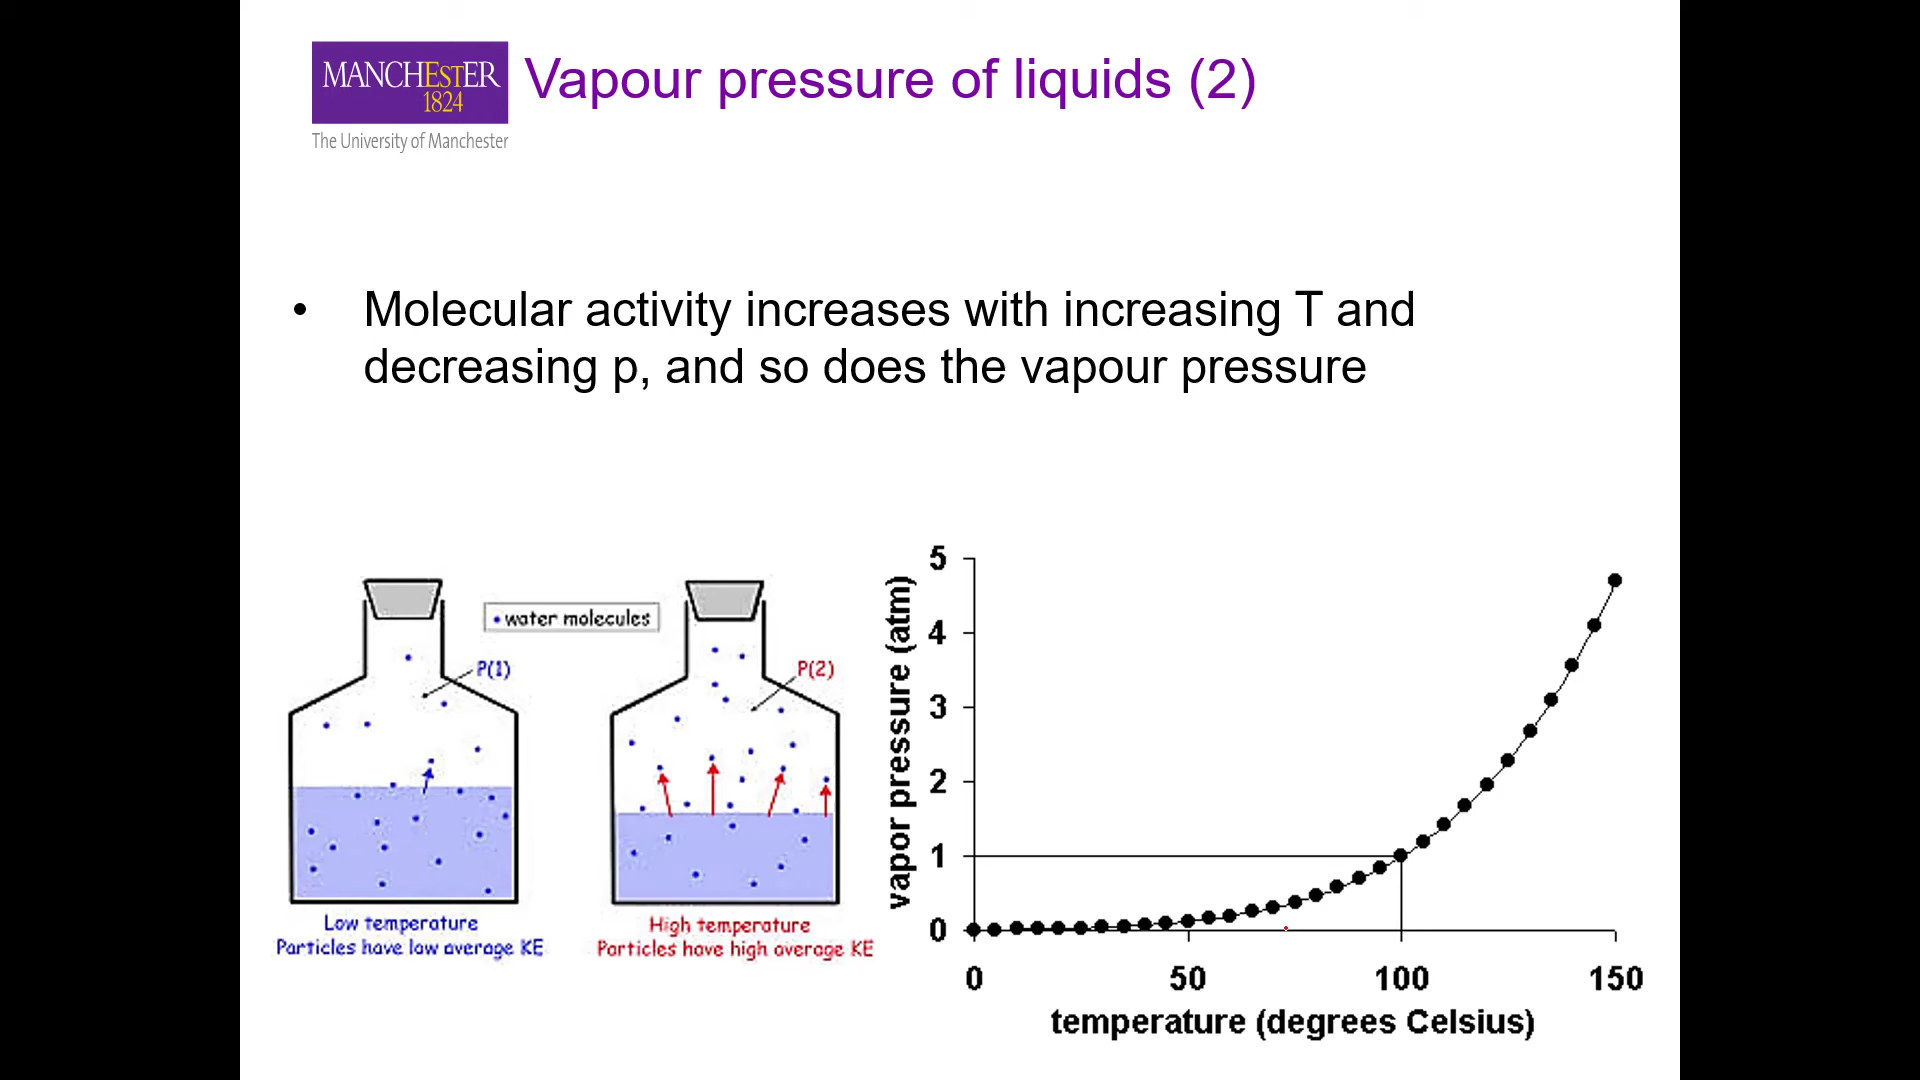 MANCHESTER
1824
The University of Manchester
Vapour pressure of liquids (2)
• Molecular activity increases with increasing T and
decreasing p, and so does the vapour pressure
water molecules
P(1)
P(2)
Low temperature
Particles have low average KE
High temperature
Particles have high average KE
vapor pressure (atm)
5
4
3
2
1
0
0 50 100 150
temperature (degrees Celsius)